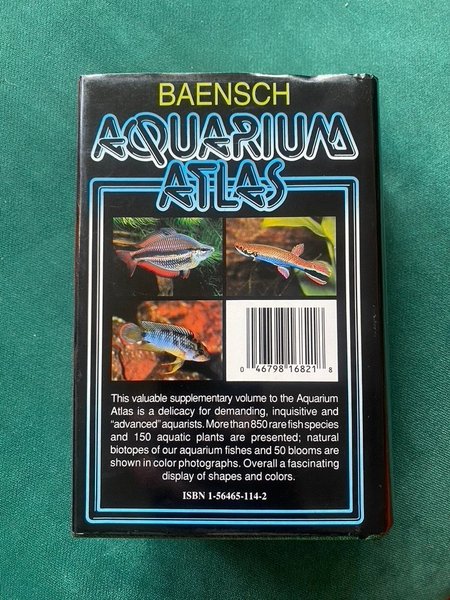 BAENSCH
AQUARIUM
ATLAS
0 46798 16821 8
This valuable supplementary volume to the Aquarium
Atlas is a delicacy for demanding, inquisitive and
"advanced" aquarists. More than 850 rare fish species
and 150 aquatic plants are presented; natural
biotopes of our aquarium fishes and 50 blooms are
shown in color photographs. Overall a fascinating
display of shapes and colors.
ISBN 1-56465-114-2